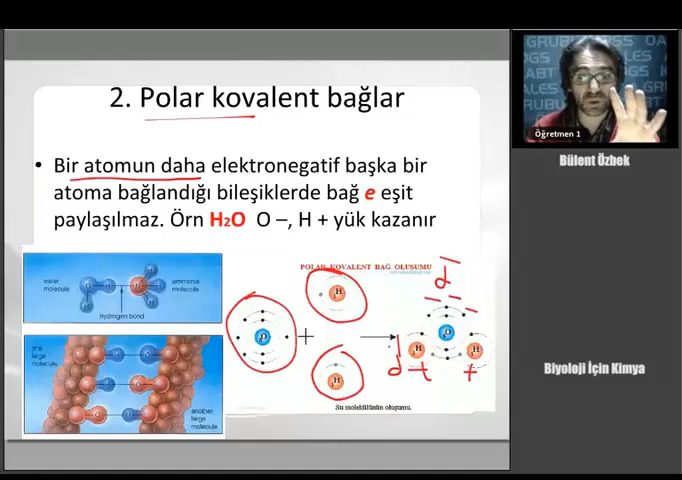 2. Polar kovalent bağlar
• Bir atomun daha elektronegatif başka bir
atoma bağlandığı bileşiklerde bağ e eşit
paylaşılmaz. Örn H2O O –, H + yük kazanır
water
molecule
ammonia
molecule
hydrogen bond
one
large
molecule
another
large
molecule
POLAR KOVALENT BAĞ OLUŞUMU
O
+
H
H
d
–
O
H
H
d +
+
Su molekülünün oluşumu.
Öğretmen 1
Bülent Özbek
Biyoloji İçin Kimya